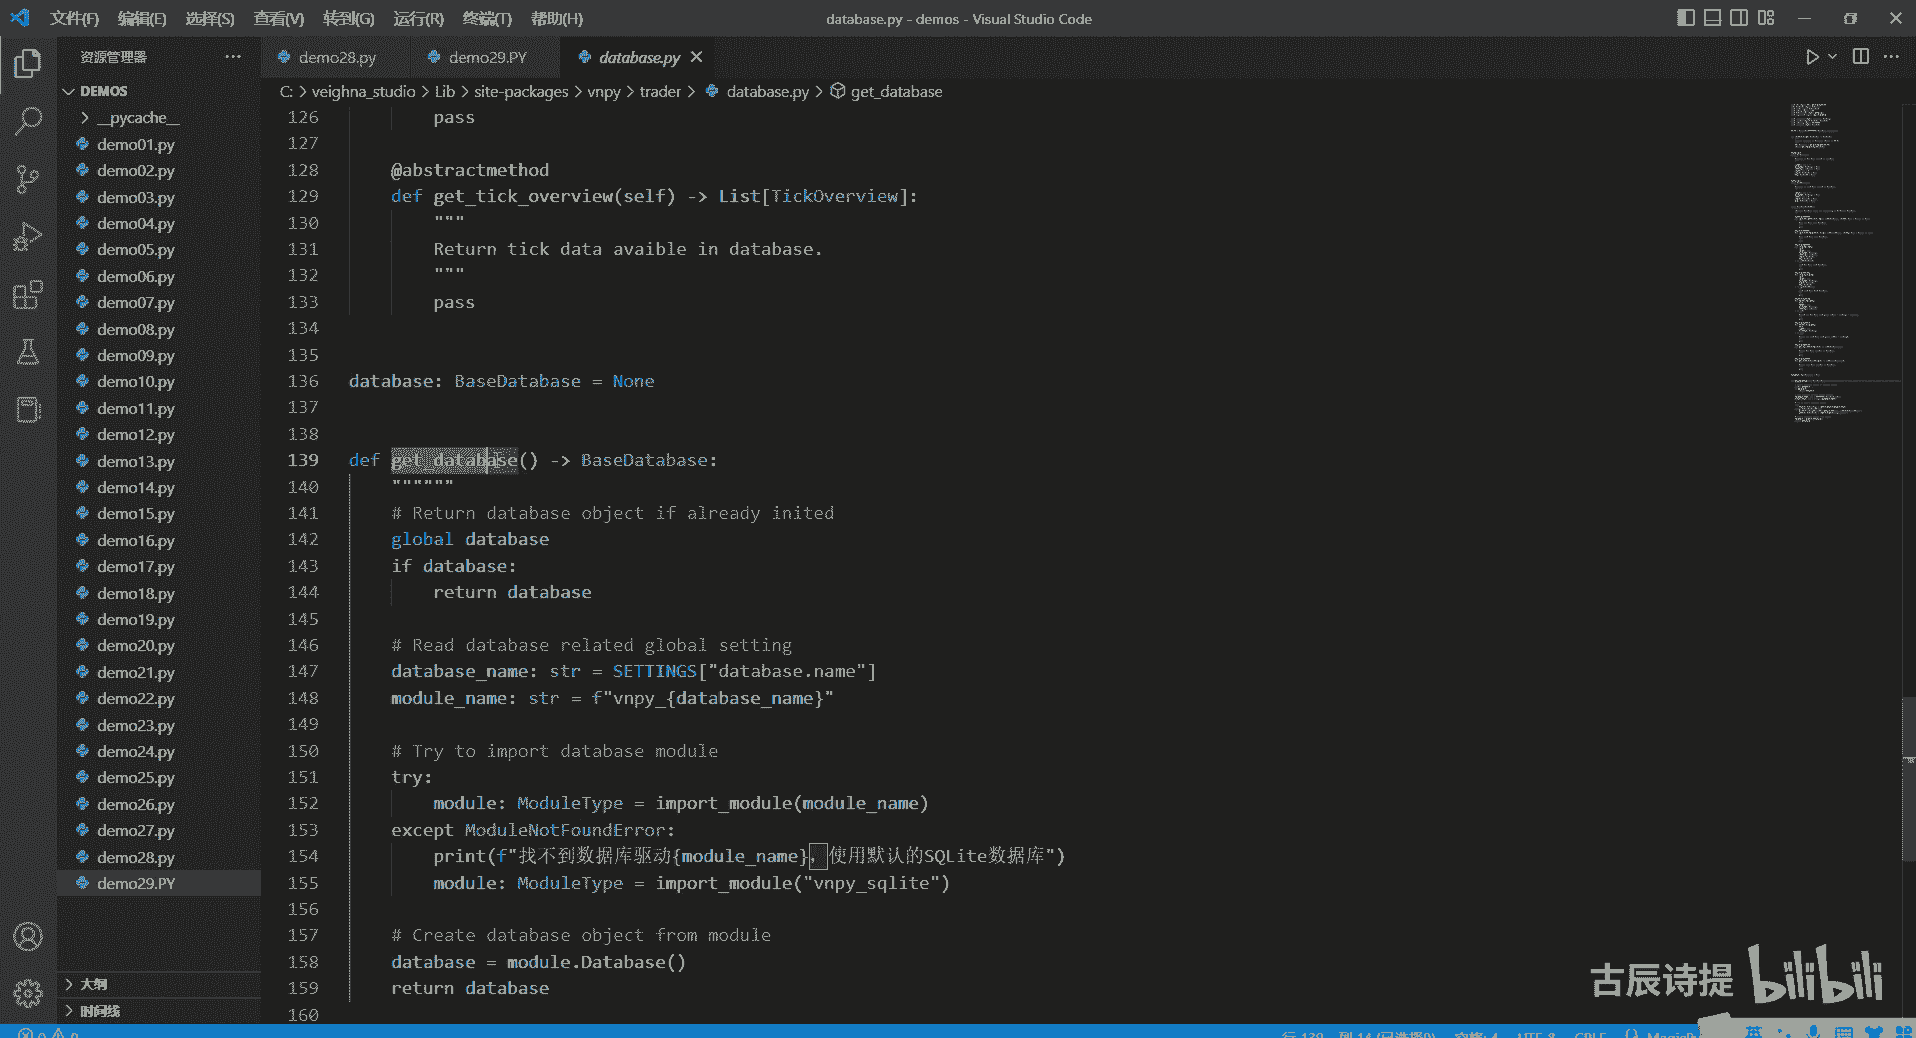 文件(F) 编辑(E) 选择(S) 查看(V) 转到(G) 运行(R) 终端(T) 帮助(H)
database.py - demos - Visual Studio Code
资源管理器
demo28.py demo29.PY database.py
DEMOS
C: > veighna_studio > Lib > site-packages > vnpy > trader > database.py > get_database
__pycache__
demo01.py
demo02.py
demo03.py
demo04.py
demo05.py
demo06.py
demo07.py
demo08.py
demo09.py
demo10.py
demo11.py
demo12.py
demo13.py
demo14.py
demo15.py
demo16.py
demo17.py
demo18.py
demo19.py
demo20.py
demo21.py
demo22.py
demo23.py
demo24.py
demo25.py
demo26.py
demo27.py
demo28.py
demo29.PY
大纲
时间线
126 pass
127
128 @abstractmethod
129 def get_tick_overview(self) -> List[TickOverview]:
130 """
131 Return tick data avaible in database.
132 """
133 pass
134
135
136 database: BaseDatabase = None
137
138
139 def get_database() -> BaseDatabase:
140 """"""
141 # Return database object if already inited
142 global database
143 if database:
144 return database
145
146 # Read database related global setting
147 database_name: str = SETTINGS["database.name"]
148 module_name: str = f"vnpy_{database_name}"
149
150 # Try to import database module
151 try:
152 module: ModuleType = import_module(module_name)
153 except ModuleNotFoundError:
154 print(f"找不到数据库驱动{module_name}，使用默认的SQLite数据库")
155 module: ModuleType = import_module("vnpy_sqlite")
156
157 # Create database object from module
158 database = module.Database()
159 return database
160
古辰诗提 bilibili
英